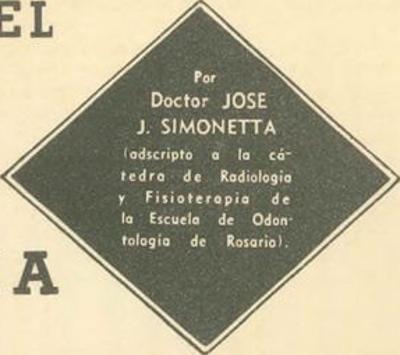 EL
Por
Doctor JOSE
J. SIMONETTA
(adscripto a la cá-
tedra de Radiología
y Fisioterapia de
la Escuela de Odon-
tología de Rosario).
A